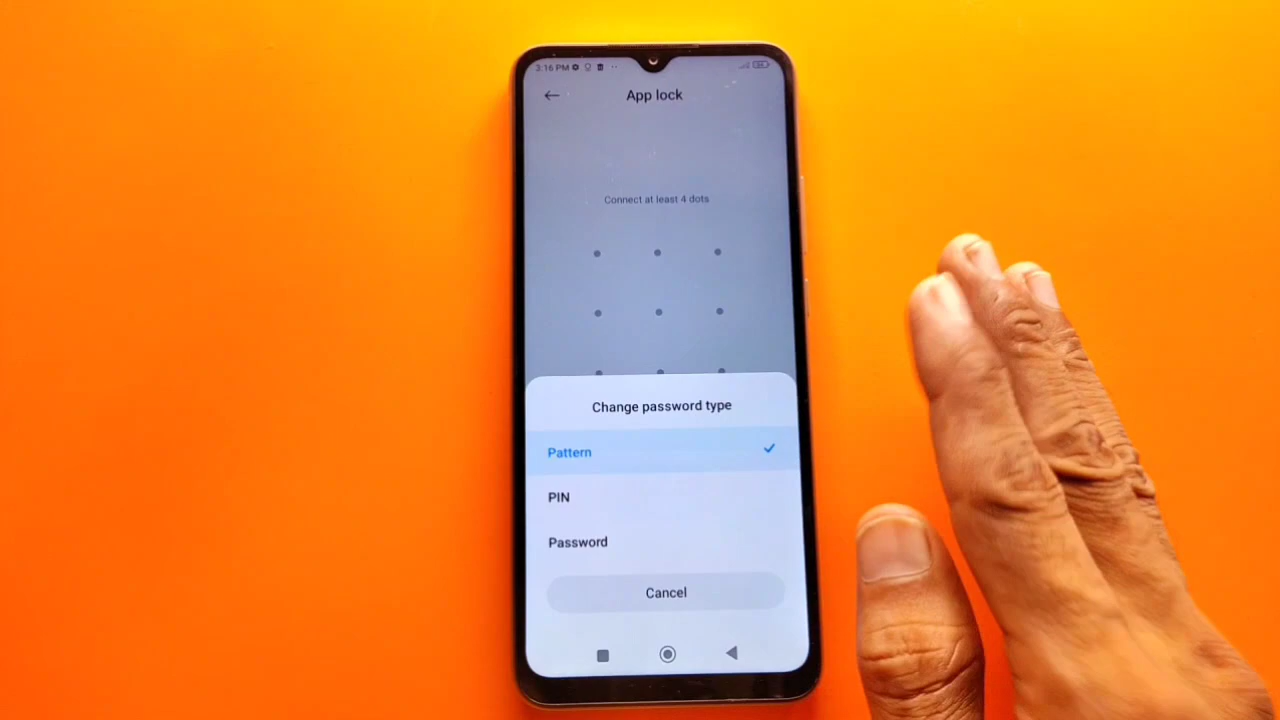 3:16 PM
App lock
Connect at least 4 dots
Change password type
Pattern
PIN
Password
Cancel